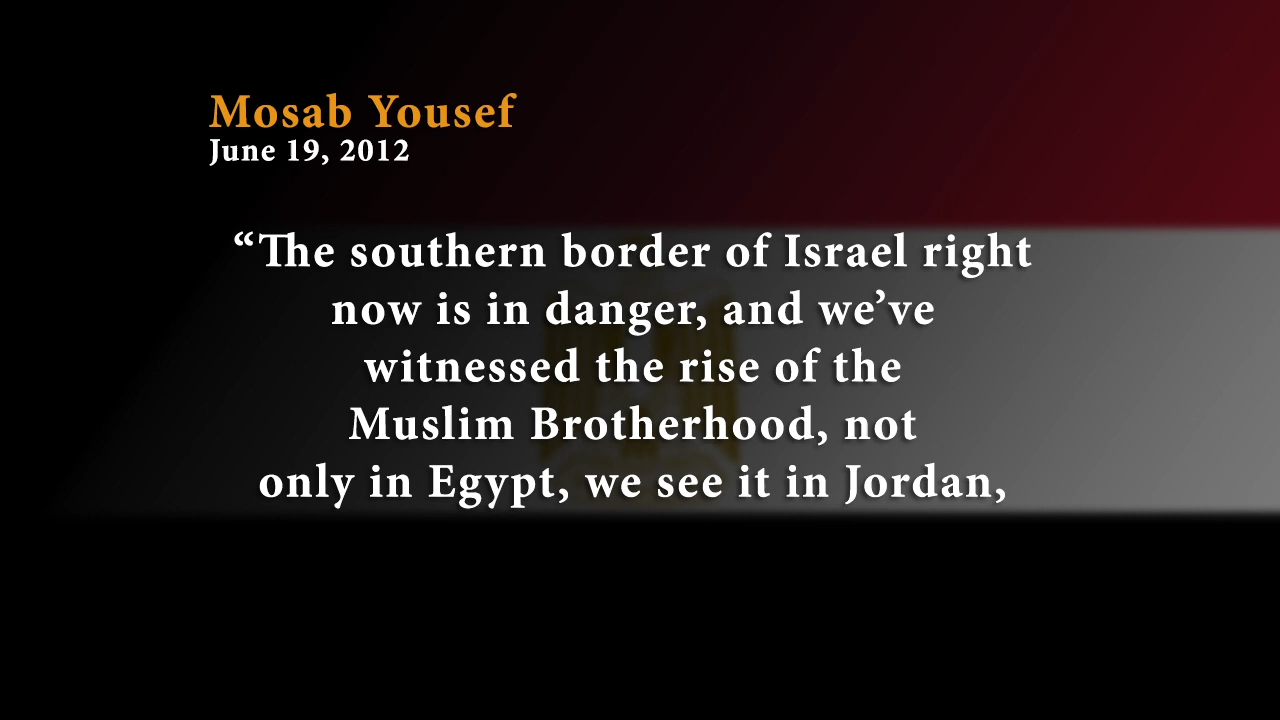 Mosab Yousef
June 19, 2012
“The southern border of Israel right
now is in danger, and we’ve
witnessed the rise of the
Muslim Brotherhood, not
only in Egypt, we see it in Jordan,